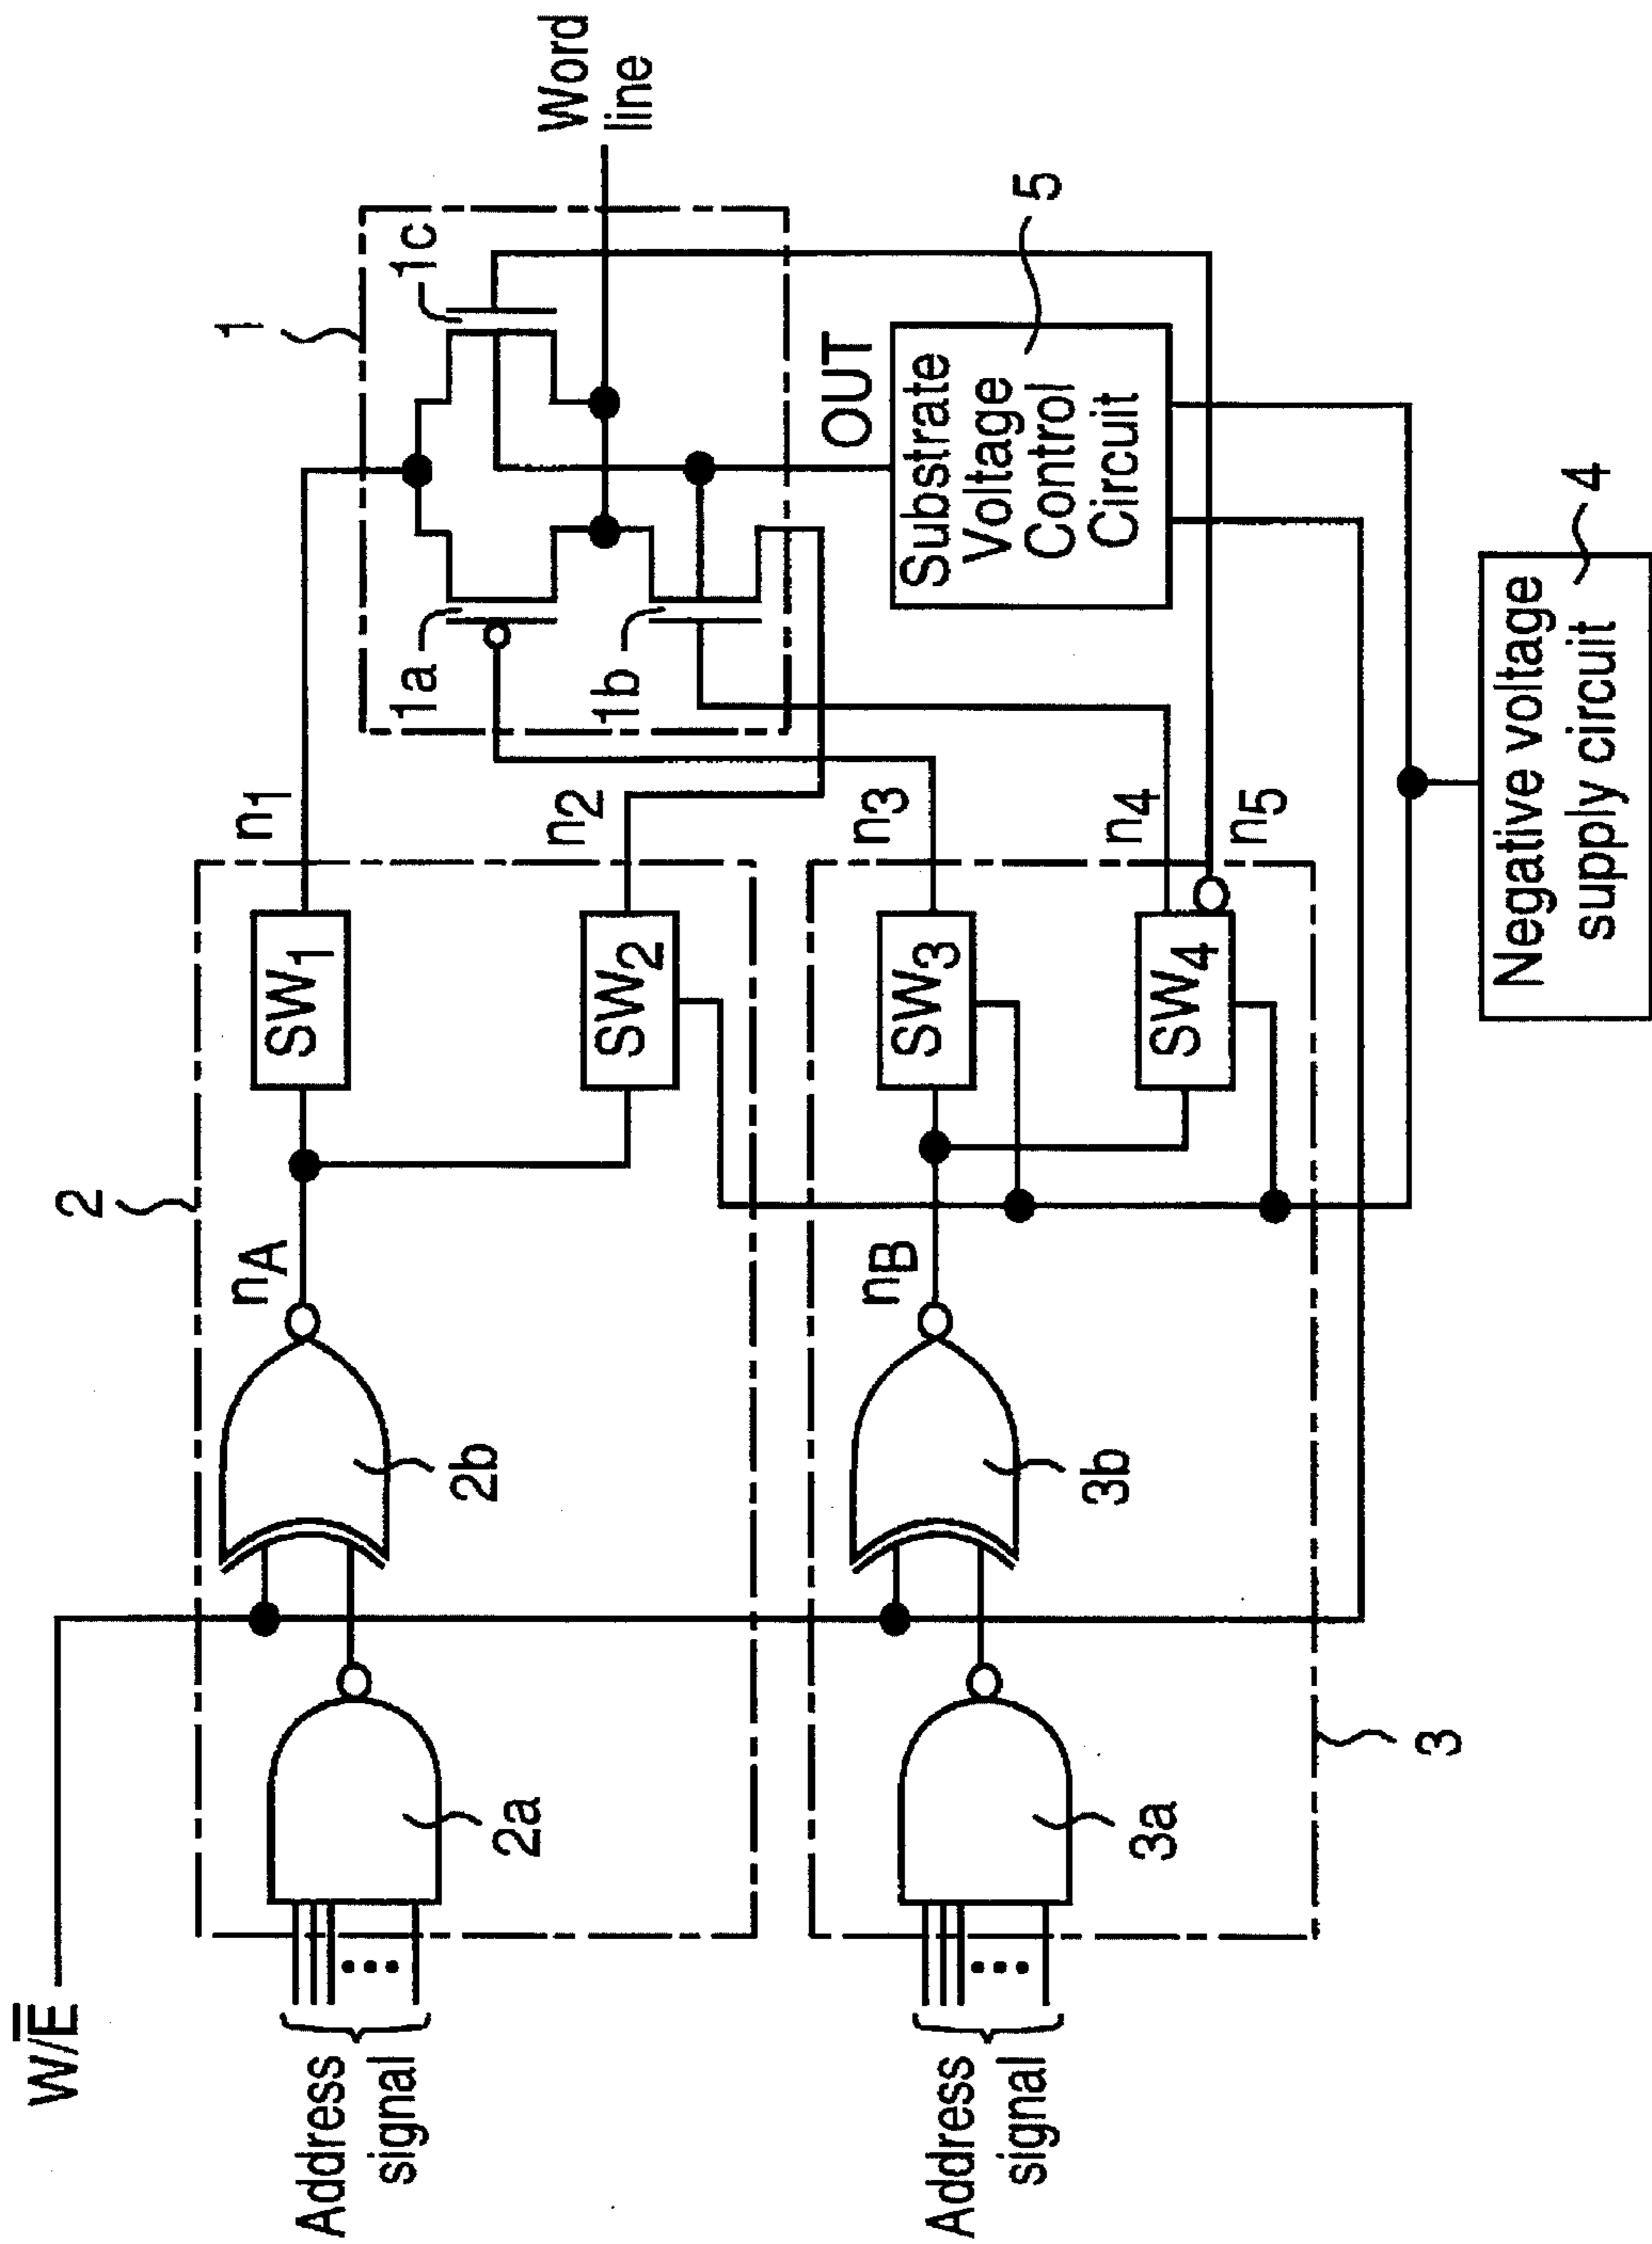 W/E̅
Address
signal
2a
2b
2
nA
SW1
SW2
n1
n2
1
1a
1b
1c
Word
line
Address
signal
3a
3b
3
nB
SW3
SW4
n3
n4
n5
OUT
Substrate
Voltage
Control
Circuit
5
Negative voltage
supply circuit
4